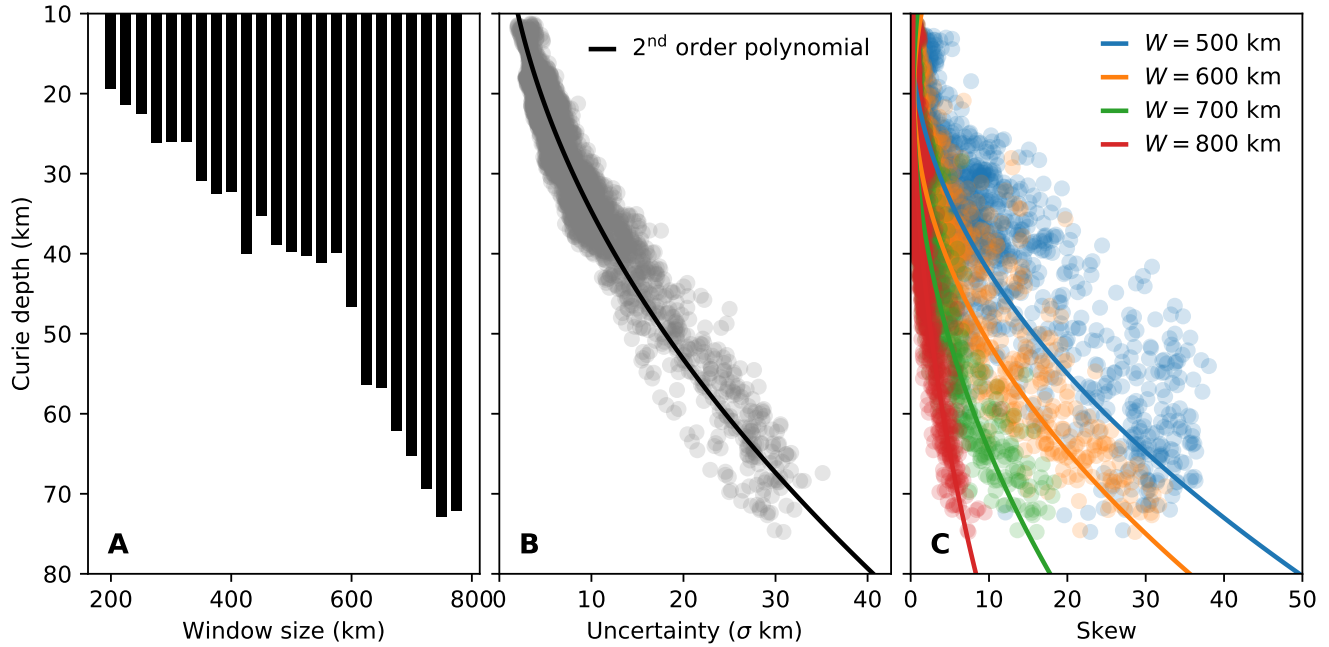 Curie depth (km)
10
20
30
40
50
60
70
80
A
200
400
600
800
Window size (km)
2nd order polynomial
B
0
10
20
30
40
Uncertainty (σ km)
W = 500 km
W = 600 km
W = 700 km
W = 800 km
C
0
10
20
30
40
50
Skew